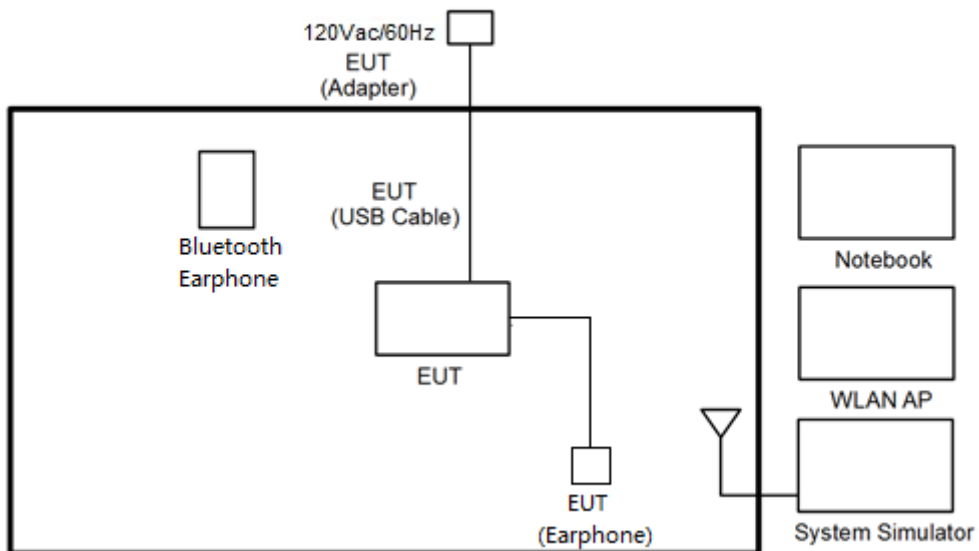 120Vac/60Hz
EUT
(Adapter)
EUT
(USB Cable)
Bluetooth
Earphone
EUT
EUT
(Earphone)
Notebook
WLAN AP
System Simulator